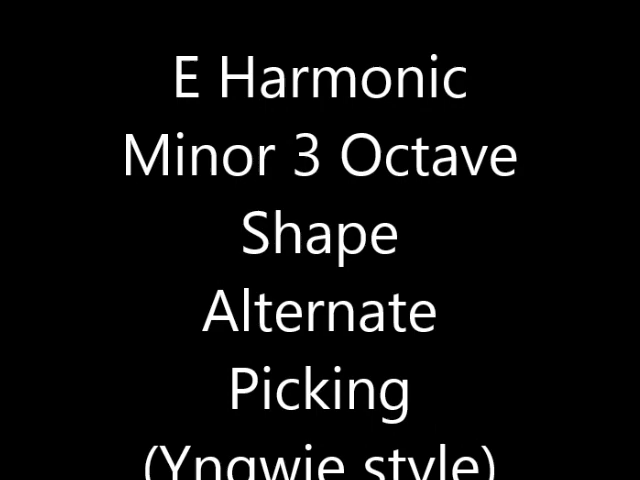 E Harmonic
Minor 3 Octave
Shape
Alternate
Picking
(Yngwie style)